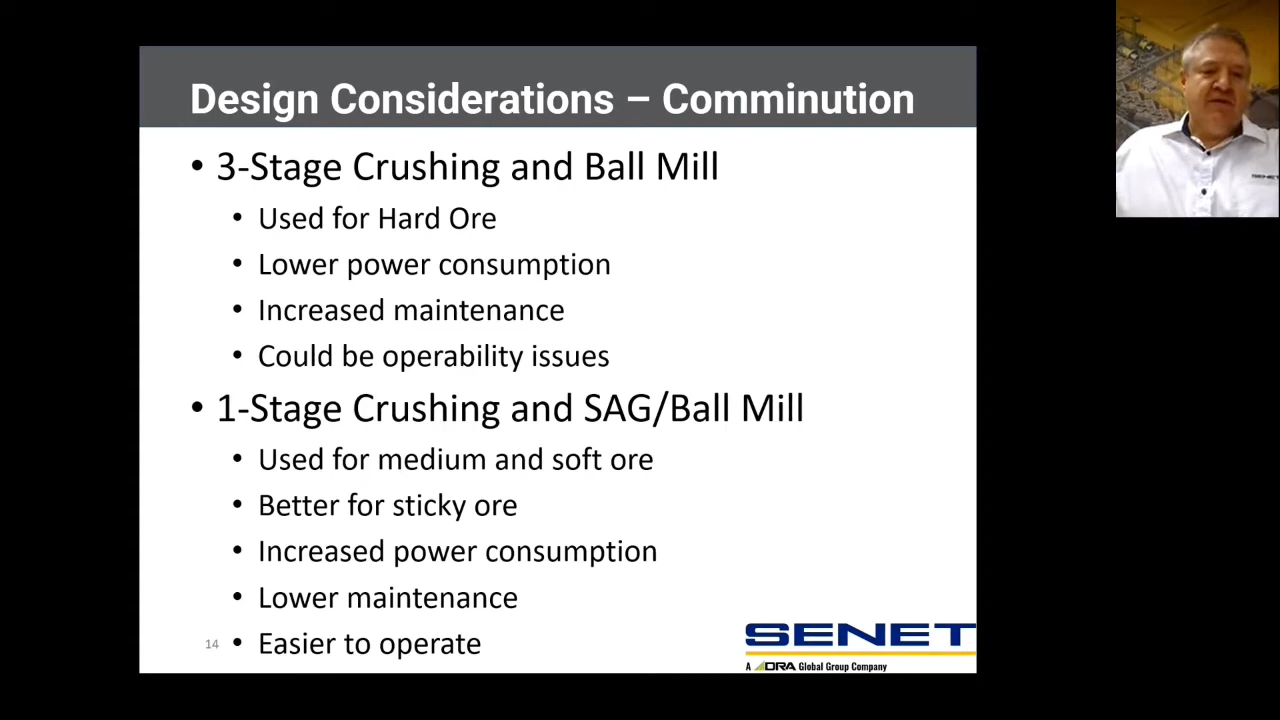 Design Considerations – Comminution
• 3-Stage Crushing and Ball Mill
• Used for Hard Ore
• Lower power consumption
• Increased maintenance
• Could be operability issues
• 1-Stage Crushing and SAG/Ball Mill
• Used for medium and soft ore
• Better for sticky ore
• Increased power consumption
• Lower maintenance
• Easier to operate
14
SENET
A DRA Global Group Company
SENET